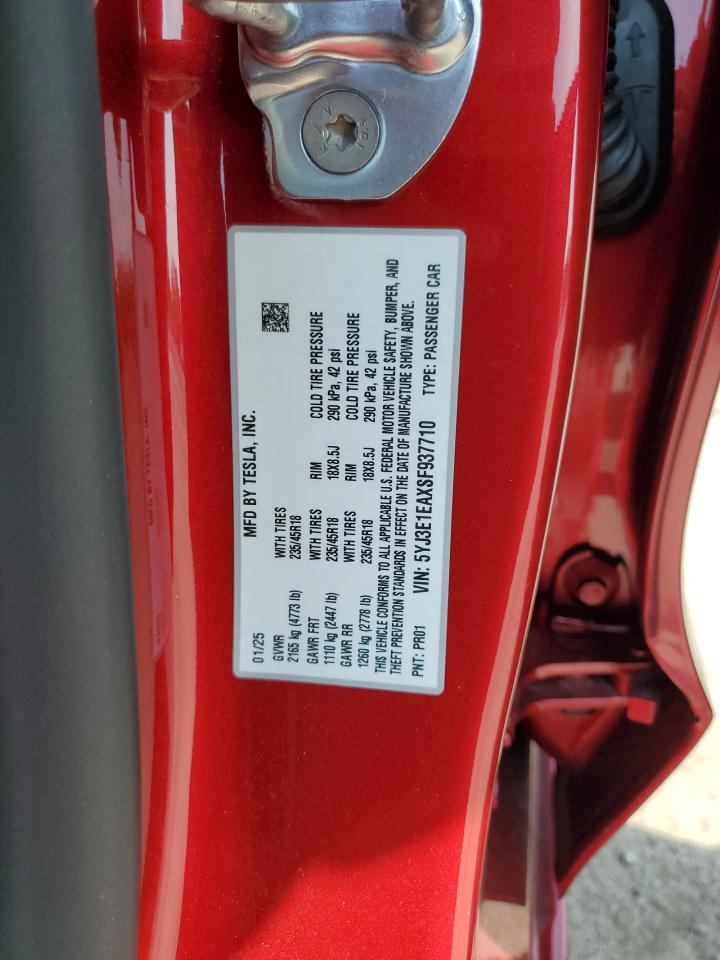 MFD BY TESLA, INC.
01/25
GVWR WITH TIRES
2165 kg (4773 lb) 235/45R18
GAWR FRT WITH TIRES RIM COLD TIRE PRESSURE
1110 kg (2447 lb) 235/45R18 18X8.5J 290 kPa, 42 psi
GAWR RR WITH TIRES RIM COLD TIRE PRESSURE
1260 kg (2778 lb) 235/45R18 18X8.5J 290 kPa, 42 psi
THIS VEHICLE CONFORMS TO ALL APPLICABLE U.S. FEDERAL MOTOR VEHICLE SAFETY, BUMPER, AND
THEFT PREVENTION STANDARDS IN EFFECT ON THE DATE OF MANUFACTURE SHOWN ABOVE.
PNT: PR01 VIN: 5YJ3E1EAXSF937710 TYPE: PASSENGER CAR